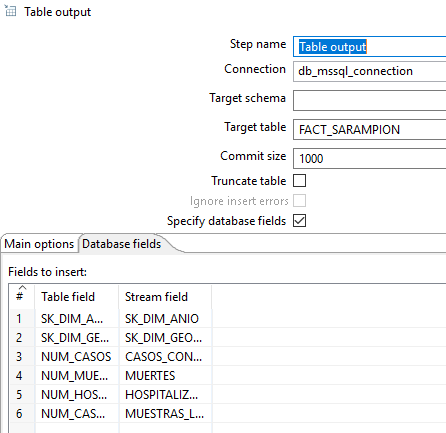 Table output
Step name Table output
Connection db_mssql_connection
Target schema
Target table FACT_SARAMPION
Commit size 1000
Truncate table
Ignore insert errors
Specify database fields
Main options Database fields
Fields to insert:
# Table field Stream field
1 SK_DIM_A... SK_DIM_ANIO
2 SK_DIM_GE... SK_DIM_GEO...
3 NUM_CASOS CASOS_CON...
4 NUM_MUE... MUERTES
5 NUM_HOS... HOSPITALIZ...
6 NUM_CAS... MUESTRAS_L...